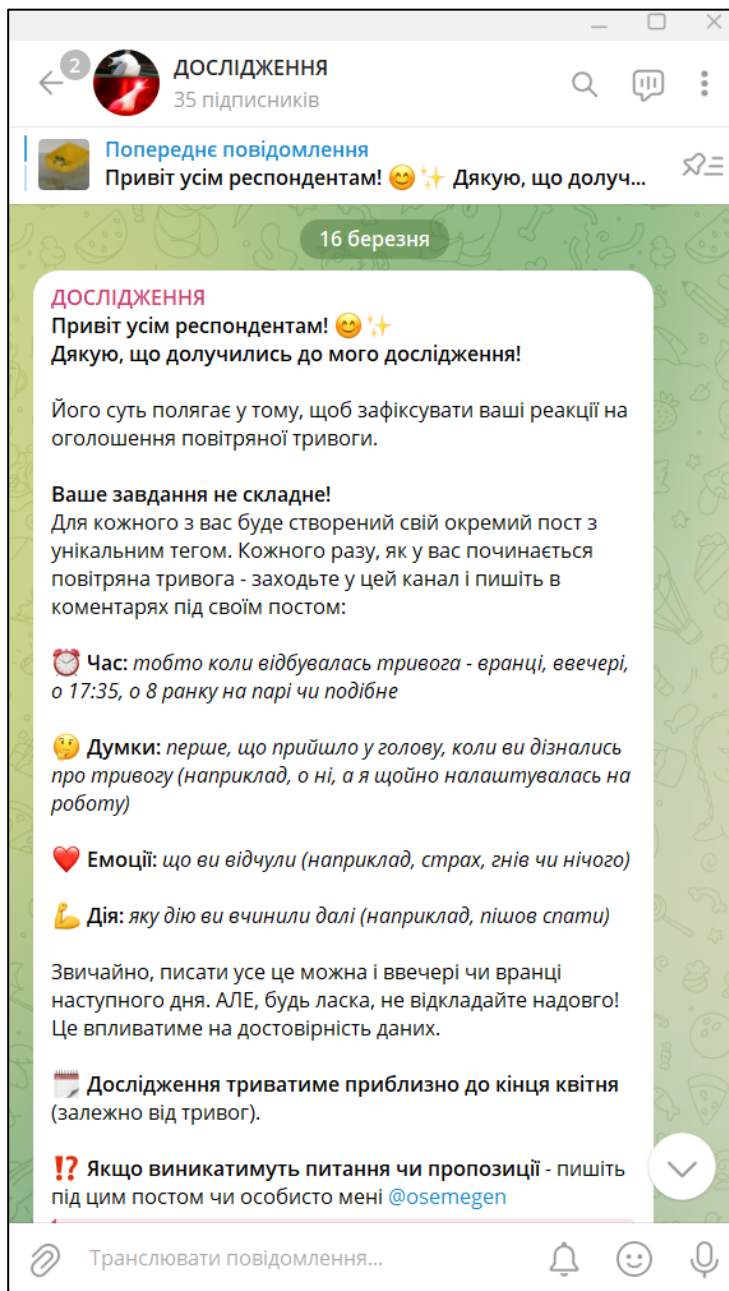 2
ДОСЛІДЖЕННЯ
35 підписників
Попереднє повідомлення
Привіт усім респондентам! 😊✨ Дякую, що долуч...
16 березня
ДОСЛІДЖЕННЯ
Привіт усім респондентам! 😊✨
Дякую, що долучились до мого дослідження!
Його суть полягає у тому, щоб зафіксувати ваші реакції на
оголошення повітряної тривоги.
Ваше завдання не складне!
Для кожного з вас буде створений свій окремий пост з
унікальним тегом. Кожного разу, як у вас починається
повітряна тривога - заходьте у цей канал і пишіть в
коментарях під своїм постом:
⏰ Час: тобто коли відбувалась тривога - вранці, ввечері,
о 17:35, о 8 ранку на парі чи подібне
🤔 Думки: перше, що прийшло у голову, коли ви дізнались
про тривогу (наприклад, о ні, а я щойно налаштувалась на
роботу)
❤️ Емоції: що ви відчули (наприклад, страх, гнів чи нічого)
💪 Дія: яку дію ви вчинили далі (наприклад, пішов спати)
Звичайно, писати усе це можна і ввечері чи вранці
наступного дня. АЛЕ, будь ласка, не відкладайте надовго!
Це впливатиме на достовірність даних.
🗓 Дослідження триватиме приблизно до кінця квітня
(залежно від тривог).
⁉️ Якщо виникатимуть питання чи пропозиції - пишіть
під цим постом чи особисто мені @osemegen
Транслювати повідомлення...